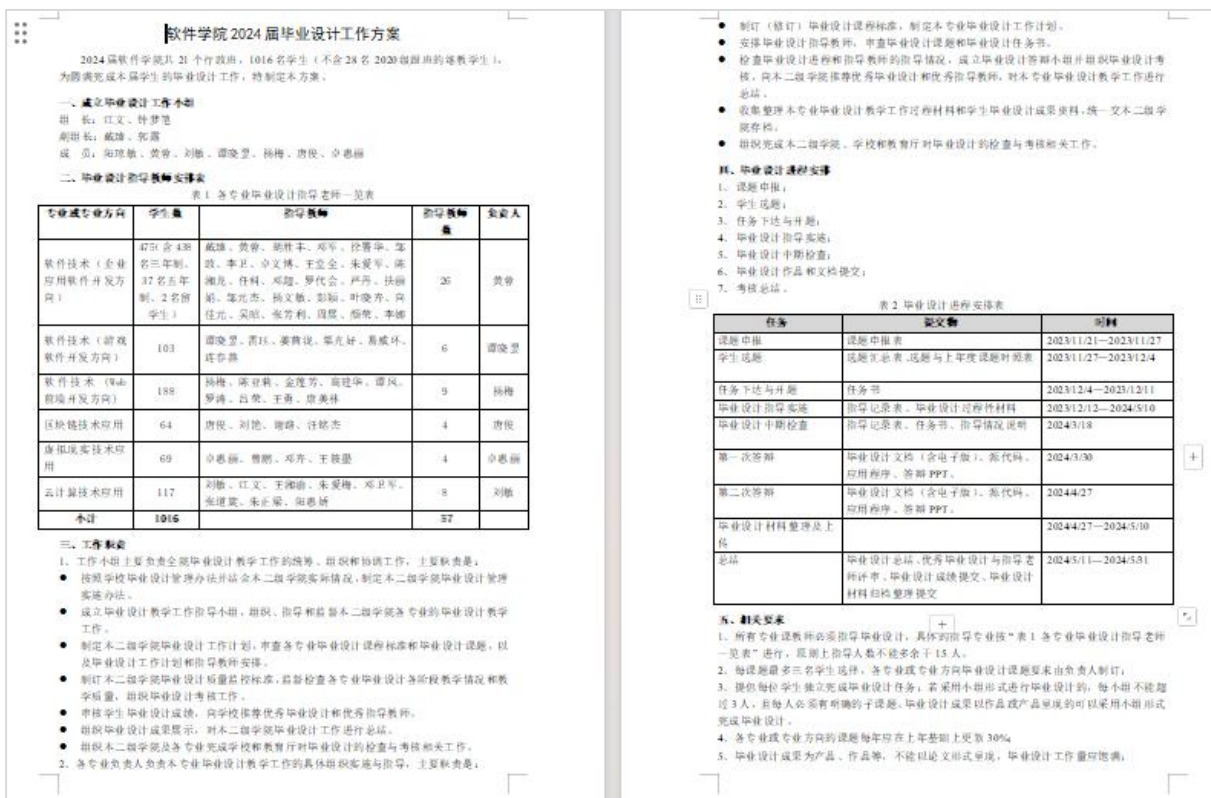 软件学院2024届毕业设计工作方案
2024届软件学院共21个行政班，1016名学生（不含28名2020级跟班的盛教学生），
为圆满完成本届学生的毕业设计工作，特制定本方案。
一、成立毕业设计工作小组
组 长：江文、钟梦笔
副组长：戴臻、郭露
成 员：阳琼敏、黄曾、刘敏、谭晓昱、杨梅、唐俊、卓惠丽
二、毕业设计指导教师安排表
表1 各专业毕业设计指导老师一览表
专业或专业方向 学生数 指导教师 指导教师数 负责人
软件技术（企业应用软件开发方向） 475(含438名三年制、37名五年制、2名留学生) 26 黄曾
软件技术（游戏软件开发方向） 103 6 谭晓昱
软件技术（Web前端开发方向） 188 9 杨梅
区块链技术应用 64 4 唐俊
虚拟现实技术应用 69 4 卓惠丽
云计算技术应用 117 8 刘敏
小计 1016 57
三、工作职责
1、工作小组主要负责全院毕业设计教学工作的统筹、组织和协调工作，主要职责是：
● 按照学校毕业设计管理办法并结合本二级学院实际情况，制定本二级学院毕业设计管理
实施办法。
● 成立毕业设计教学工作指导小组，组织、指导和监督本二级学院各专业的毕业设计教学
工作。
● 制定本二级学院毕业设计工作计划，审查各专业毕业设计课程标准和毕业设计课题，以
及毕业设计工作计划和指导教师安排。
● 制订本二级学院毕业设计质量监控标准，监督检查各专业毕业设计各阶段教学情况和教
学质量，组织毕业设计考核工作。
● 审核学生毕业设计成绩，向学校推荐优秀毕业设计和优秀指导教师。
● 组织毕业设计成果展示，对本二级学院毕业设计工作进行总结。
● 组织本二级学院及各专业完成学校和教育厅对毕业设计的检查与考核相关工作。
2、各专业负责人负责本专业毕业设计教学工作的具体组织实施与指导，主要职责是：
● 制订（修订）毕业设计课程标准，制定本专业毕业设计工作计划。
● 安排毕业设计指导教师，审查毕业设计课题和毕业设计任务书。
● 检查毕业设计进程和指导教师的指导情况，成立毕业设计答辩小组并组织毕业设计考
核，向本二级学院推荐优秀毕业设计和优秀指导教师，对本专业毕业设计教学工作进行
总结。
● 收集整理本专业毕业设计教学工作过程材料和学生毕业设计成果资料，统一交本二级学
院存档。
● 组织完成本二级学院、学校和教育厅对毕业设计的检查与考核相关工作。
四、毕业设计进程安排
1、课题申报；
2、学生选题；
3、任务下达与开题；
4、毕业设计指导实施；
5、毕业设计中期检查；
6、毕业设计作品和文档提交；
7、考核总结。
表2 毕业设计进程安排表
任务 提交物 时间
课题申报 课题申报表 2023/11/21—2023/11/27
学生选题 选题汇总表、选题与上年度课题对照表 2023/11/27—2023/12/4
任务下达与开题 任务书 2023/12/4—2023/12/11
毕业设计指导实施 指导记录表、毕业设计过程性材料 2023/12/12—2024/5/10
毕业设计中期检查 指导记录表、任务书、指导情况说明 2024/3/18
第一次答辩 毕业设计文档（含电子版）、源代码、应用程序、答辩PPT。 2024/3/30
第二次答辩 毕业设计文档（含电子版）、源代码、应用程序、答辩PPT。 2024/4/27
毕业设计材料整理及上传 2024/4/27—2024/5/10
总结 毕业设计总结、优秀毕业设计与指导老师评审、毕业设计成绩提交、毕业设计材料归档整理提交 2024/5/11—2024/5/31
五、相关要求
1、所有专业课教师必须指导毕业设计，具体的指导专业按“表1 各专业毕业设计指导老师
一览表”进行，原则上指导人数不能多余于15人。
2、每课题最多三名学生选择，各专业或专业方向毕业设计课题要求由负责人制订；
3、提倡每位学生独立完成毕业设计任务；若采用小组形式进行毕业设计的，每小组不能超
过3人，且每人必须有明确的子课题。毕业设计成果以作品或产品呈现的可以采用小组形式
完成毕业设计。
4、各专业或专业方向的课题每年应在上年基础上更新30%；
5、毕业设计成果为产品、作品等，不能以论文形式呈现，毕业设计工作量应饱满；